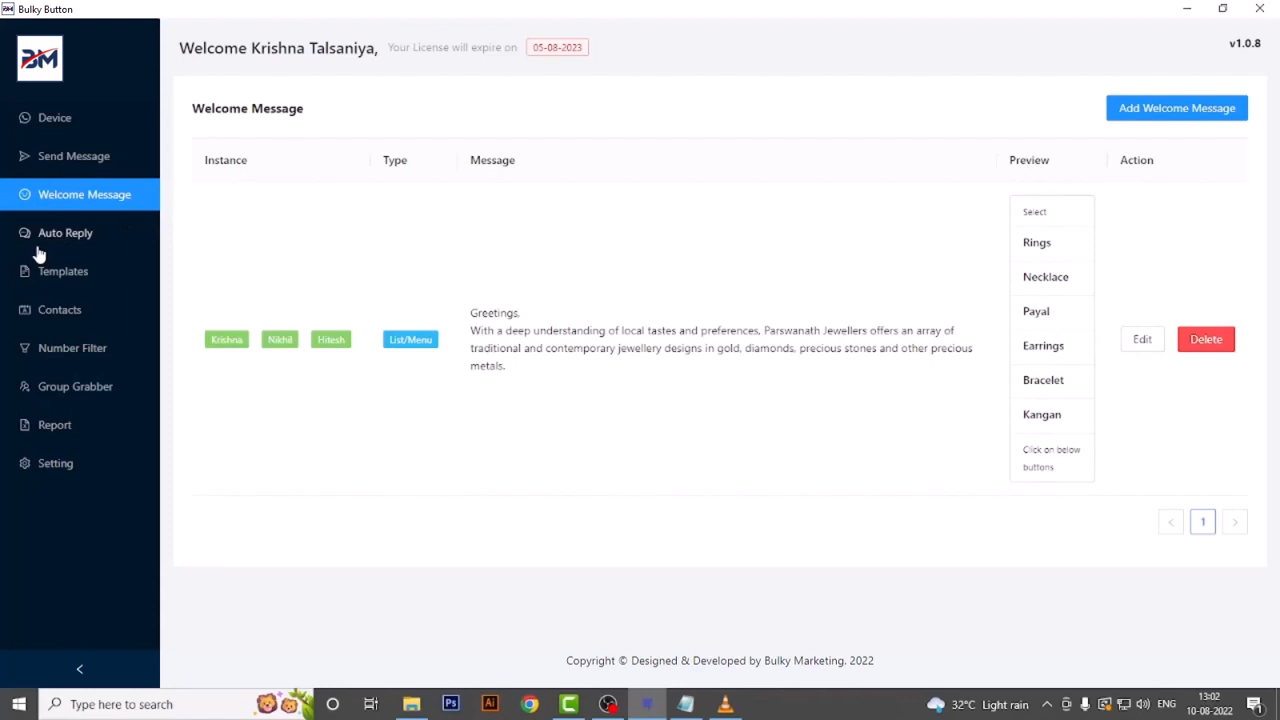 Bulky Button
BM
Welcome Krishna Talsaniya, Your License will expire on 05-08-2023
v1.0.8
Device
Send Message
Welcome Message
Auto Reply
Templates
Contacts
Number Filter
Group Grabber
Report
Setting
Welcome Message
Add Welcome Message
Instance Type Message Preview Action
Krishna Nikhil Hitesh
List/Menu
Greetings,
With a deep understanding of local tastes and preferences, Parswanath Jewellers offers an array of
traditional and contemporary jewellery designs in gold, diamonds, precious stones and other precious
metals.
Select
Rings
Necklace
Payal
Earrings
Bracelet
Kangan
Click on below
buttons
Edit Delete
< 1 >
Copyright © Designed & Developed by Bulky Marketing. 2022
<
Type here to search
Ps
Ai
32°C Light rain
ENG
13:02
10-08-2022